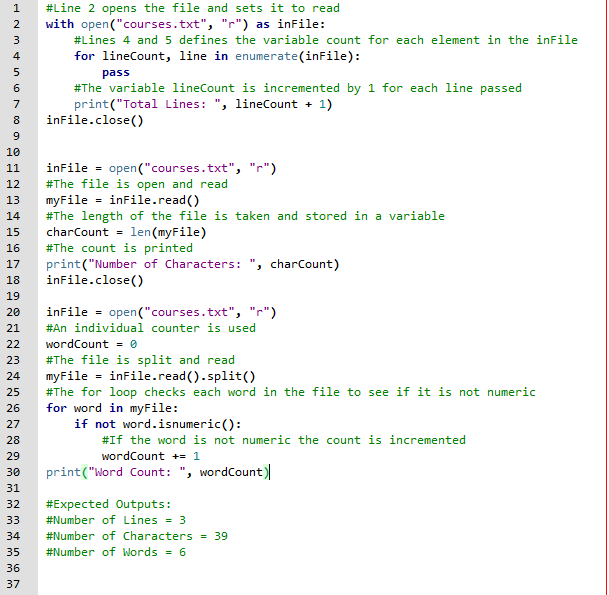 1 #Line 2 opens the file and sets it to read
2 with open("courses.txt", "r") as inFile:
3     #Lines 4 and 5 defines the variable count for each element in the inFile
4     for lineCount, line in enumerate(inFile):
5         pass
6     #The variable lineCount is incremented by 1 for each line passed
7     print("Total Lines: ", lineCount + 1)
8 inFile.close()
9
10
11 inFile = open("courses.txt", "r")
12 #The file is open and read
13 myFile = inFile.read()
14 #The length of the file is taken and stored in a variable
15 charCount = len(myFile)
16 #The count is printed
17 print("Number of Characters: ", charCount)
18 inFile.close()
19
20 inFile = open("courses.txt", "r")
21 #An individual counter is used
22 wordCount = 0
23 #The file is split and read
24 myFile = inFile.read().split()
25 #The for loop checks each word in the file to see if it is not numeric
26 for word in myFile:
27     if not word.isnumeric():
28         #If the word is not numeric the count is incremented
29         wordCount += 1
30 print("Word Count: ", wordCount)
31
32 #Expected Outputs:
33 #Number of Lines = 3
34 #Number of Characters = 39
35 #Number of Words = 6
36
37